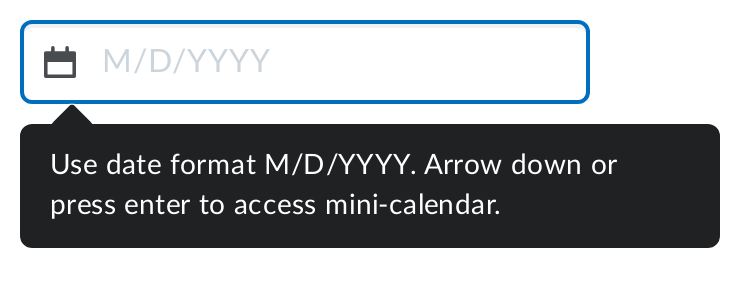 M/D/YYYY
Use date format M/D/YYYY. Arrow down or
press enter to access mini-calendar.